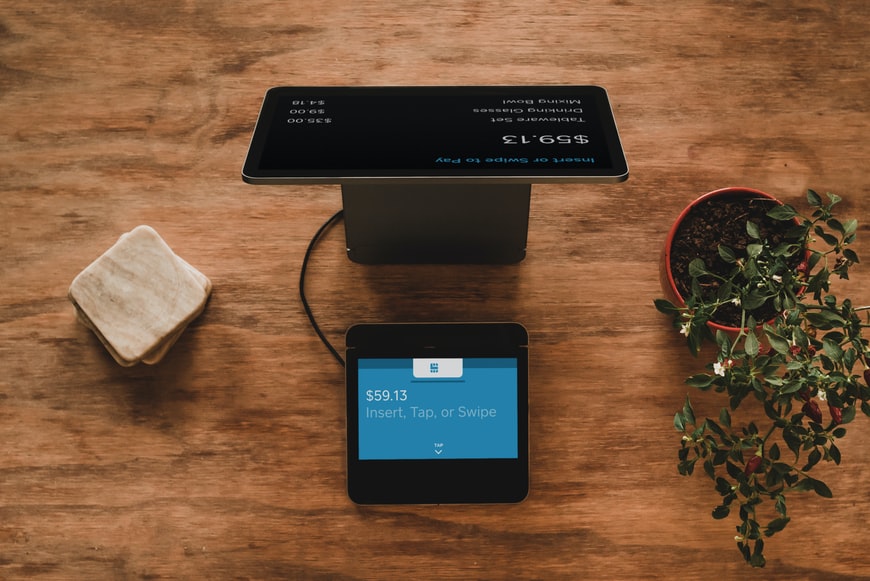 Insert or Swipe to Pay
$59.13
Tableware Set $35.00
Drinking Glasses $9.00
Mixing Bowl $4.18
$59.13
Insert, Tap, or Swipe
TAP